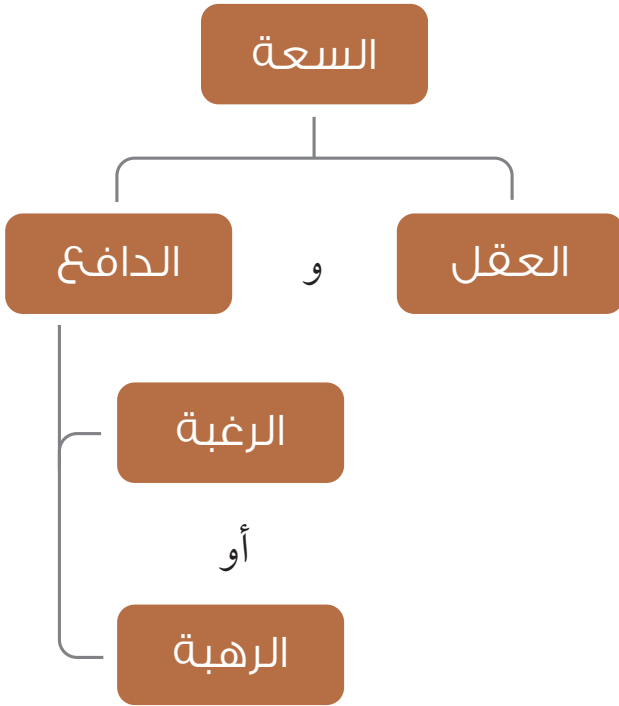 السعة
العقل
و
الدافع
الرغبة
أو
الرهبة